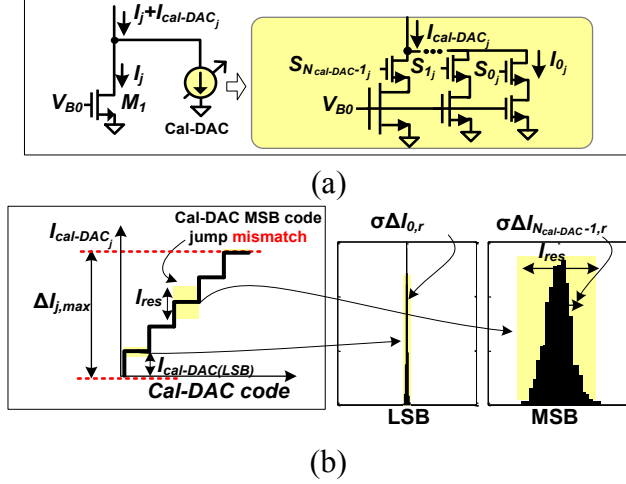 I_j+I_cal-DAC_j
I_j
V_B0
M_1
Cal-DAC
I_cal-DAC_j
S_N_cal-DAC-1_j
S_1_j
S_0_j
I_0_j
V_B0
(a)
I_cal-DAC_j
Cal-DAC MSB code
jump mismatch
ΔI_j,max
I_res
I_cal-DAC(LSB)
Cal-DAC code
σΔI_0,r
LSB
σΔI_N_cal-DAC-1,r
I_res
MSB
(b)